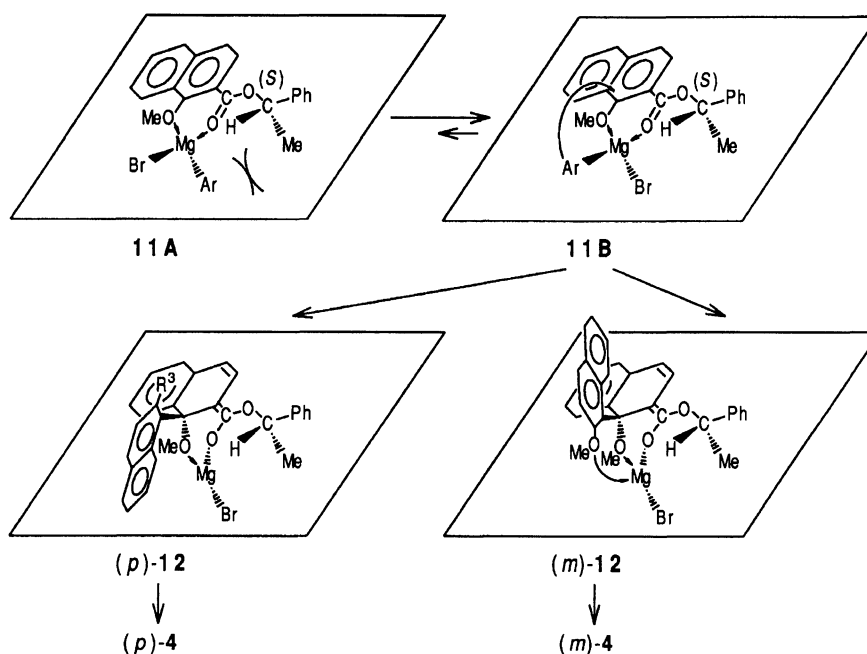 (S)
O
Ph
C
C
MeO
O
H
Me
Mg
Br
Ar
11A
(S)
O
Ph
C
C
MeO
O
H
Me
Mg
Ar
Br
11B
R³
O
Ph
C
C
MeO
O
H
Me
Mg
Br
(p)-12
(p)-4
O
Ph
C
C
O
O
H
MeO
Me
Me
Mg
Br
(m)-12
(m)-4